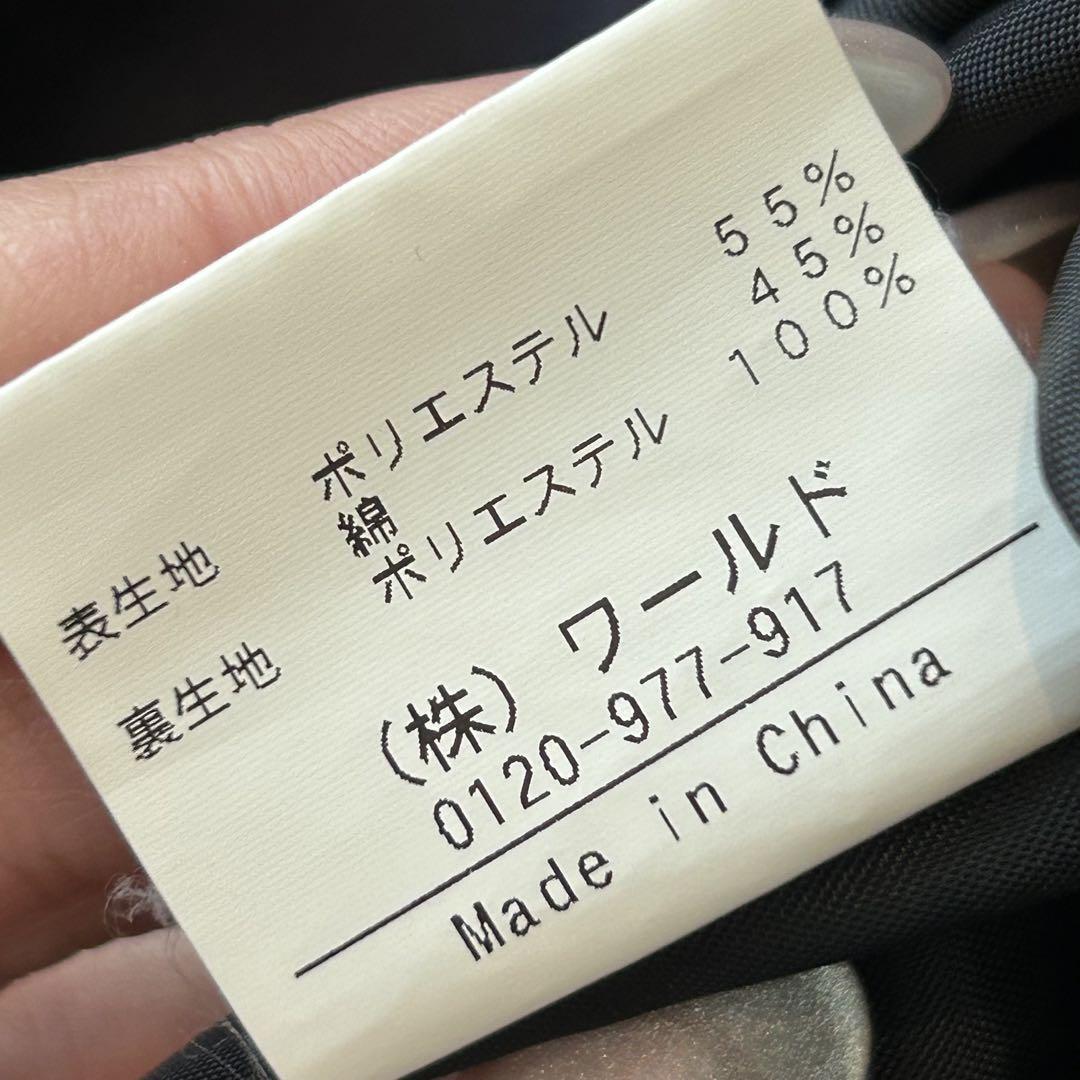 表生地 ポリエステル 55%
綿 45%
裏生地 ポリエステル 100%
(株) ワールド
0120-977-917
Made in China